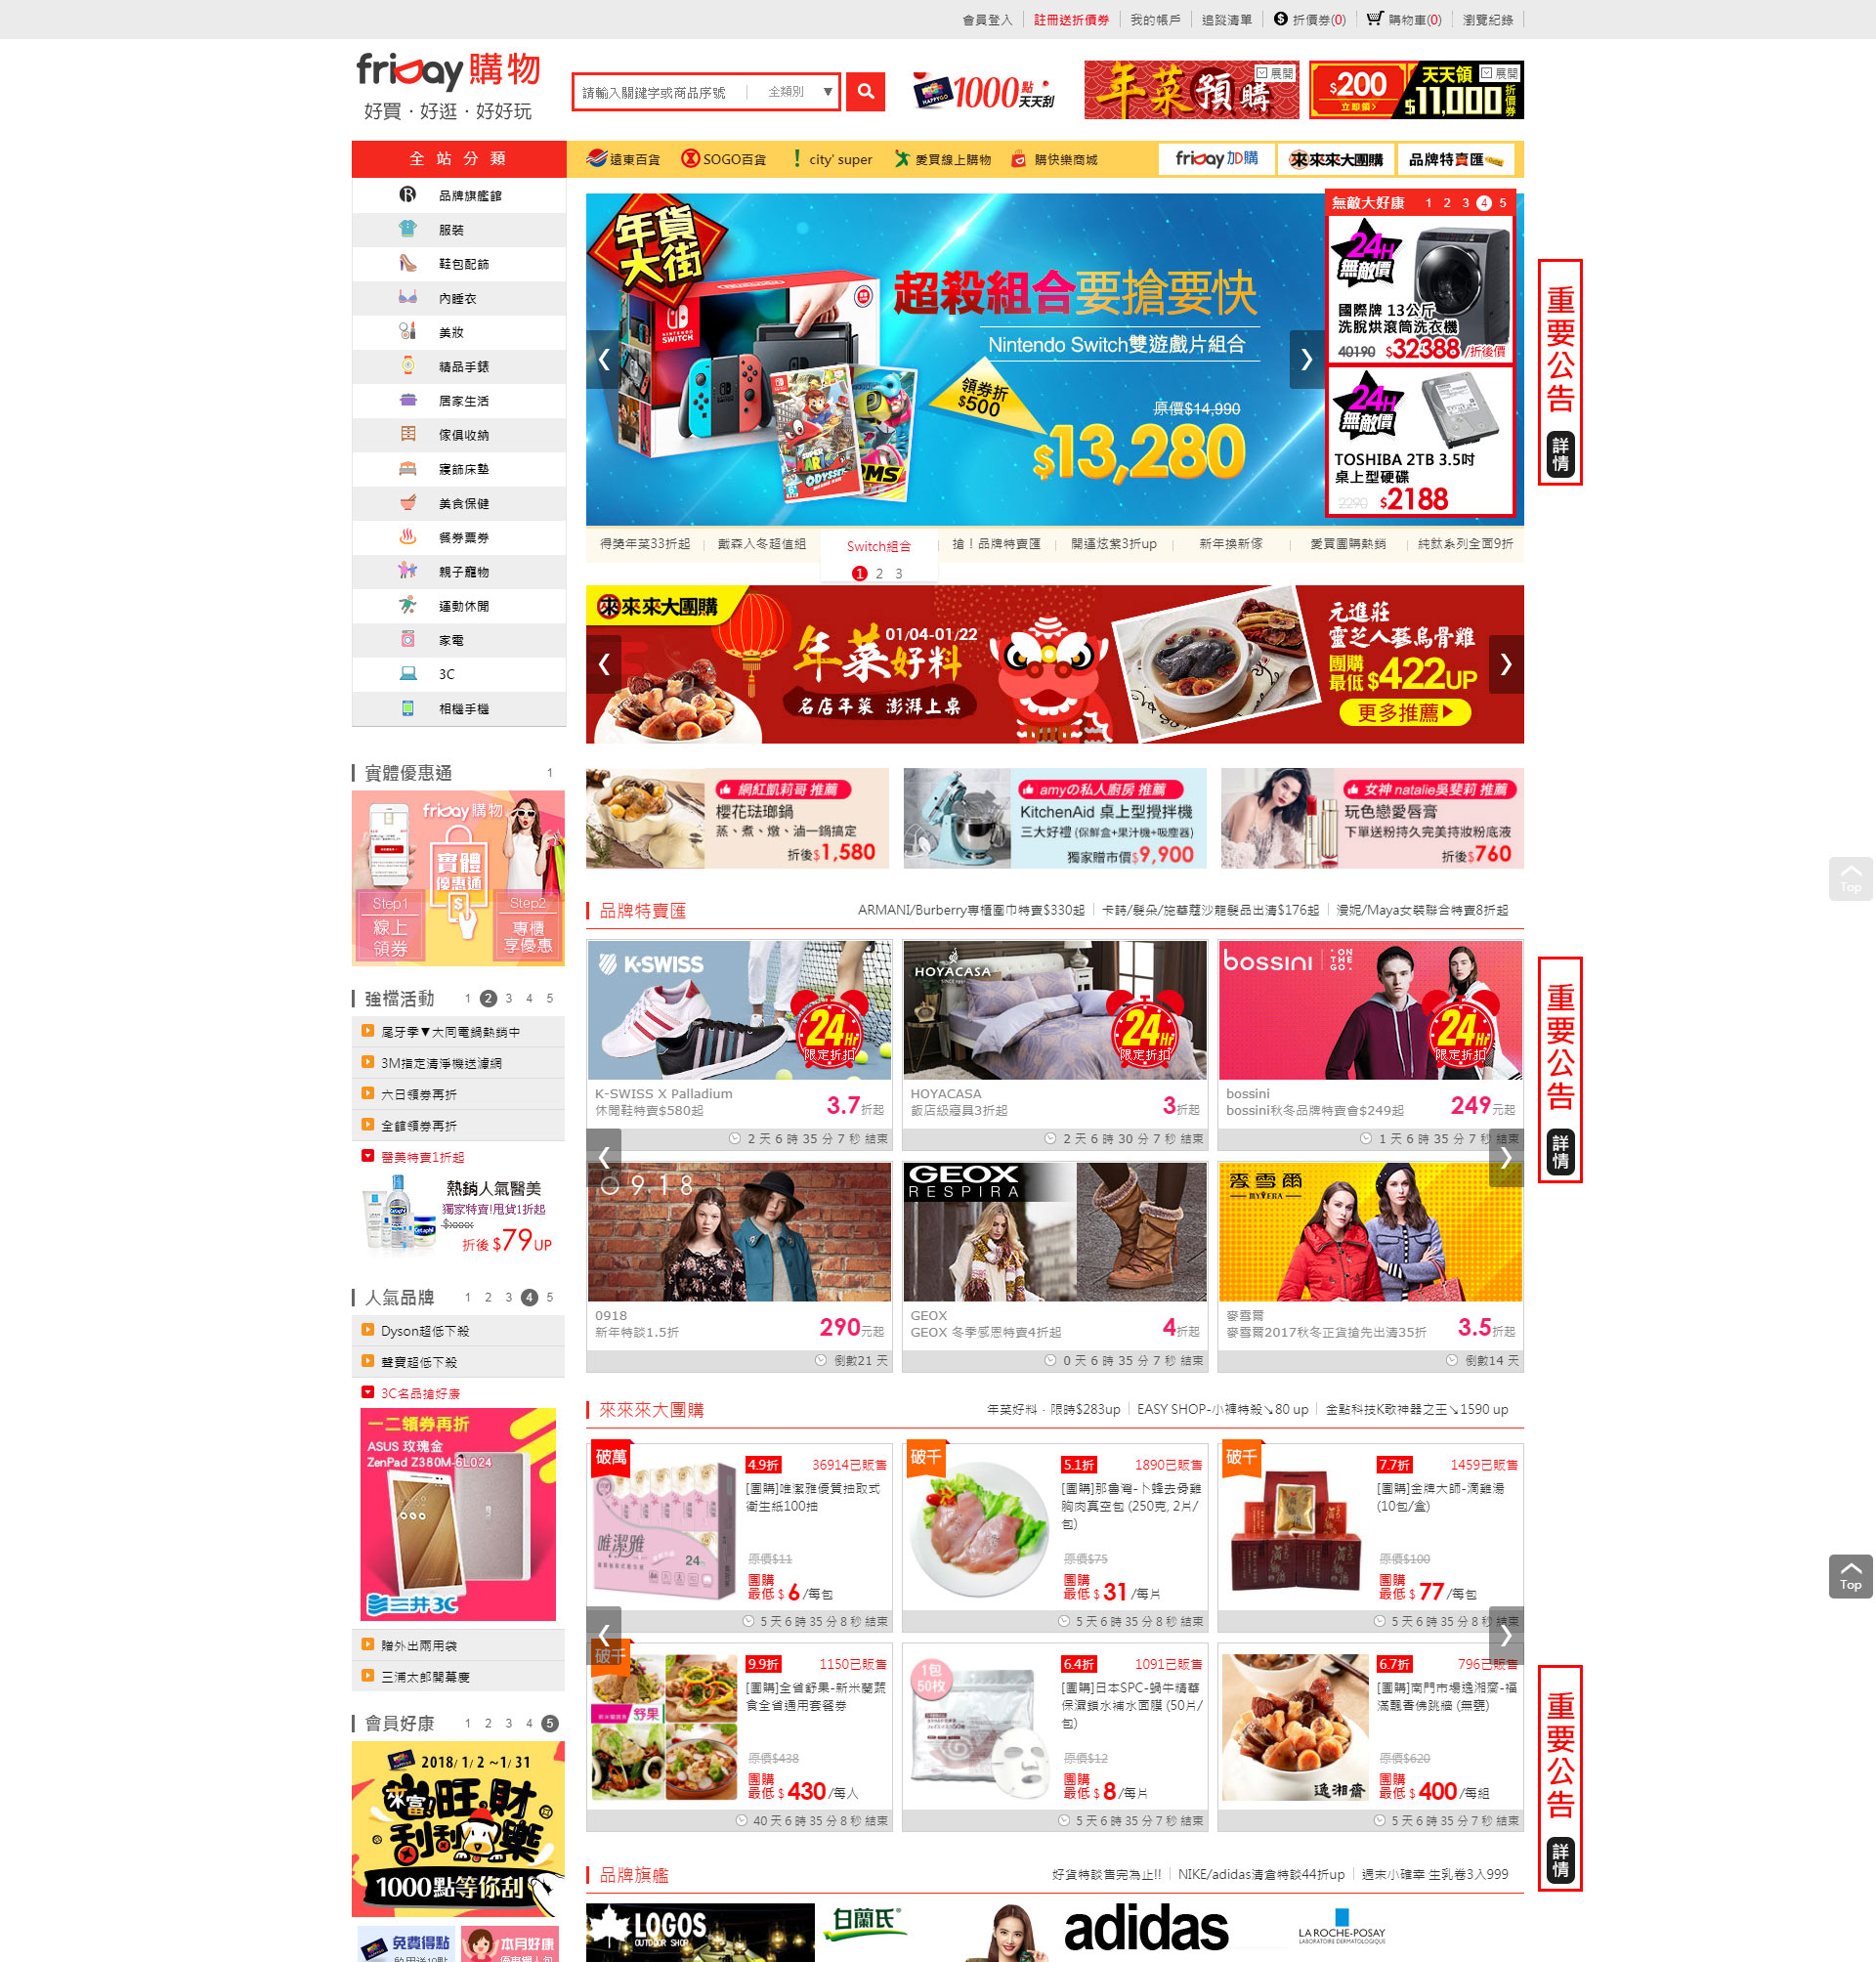 會員登入
註冊送折價券
我的帳戶
追蹤清單
折價券(0)
購物車(0)
瀏覽紀錄
friDay購物
好買·好逛·好好玩
請輸入關鍵字或商品序號
全類別
HAPPYGO
1000點天天刮
年菜預購
展開
$200
立即領>
天天領
$11,000折價券
展開
全站分類
遠東百貨
SOGO百貨
city' super
愛買線上購物
購快樂商城
friDay加購
來來來大團購
品牌特賣匯
品牌旗艦館
服裝
鞋包配飾
內睡衣
美妝
精品手錶
居家生活
傢俱收納
寢飾床墊
美食保健
餐券票券
親子寵物
運動休閒
家電
3C
相機手機
年貨大街
NINTENDO
SWITCH
超殺組合要搶要快
Nintendo Switch雙遊戲片組合
領券折
$500
原價$14,990
$13,280
SUPER MARIO ODYSSEY
無敵大好康
1 2 3 4 5
24H
無敵價
國際牌 13公斤
洗脫烘滾筒洗衣機
40190 $32388/折後價
24H
無敵價
TOSHIBA 2TB 3.5吋
桌上型硬碟
2290 $2188
得獎年菜33折起
戴森入冬超值組
Switch組合
搶！品牌特賣匯
開運炫紫3折up
新年換新傢
愛買團購熱銷
純鈦系列全面9折
1 2 3
來來來大團購
年菜好料
01/04-01/22
名店年菜 澎湃上桌
元進莊
靈芝人蔘烏骨雞
團購
最低$422UP
更多推薦
網紅凱莉哥 推薦
櫻花琺瑯鍋
蒸、煮、燉、滷一鍋搞定
折後$1,580
amyの私人廚房 推薦
KitchenAid 桌上型攪拌機
三大好禮 (保鮮盒+果汁機+吸塵器)
獨家贈市價$9,900
女神 natalie吳斐莉 推薦
玩色戀愛唇膏
下單送粉持久完美持妝粉底液
折後$760
重要公告
詳情
Top
實體優惠通
1
friDay購物
實體
優惠通
Step1
線上
領券
Step2
專櫃
享優惠
強檔活動
1 2 3 4 5
尾牙季▼大同電鍋熱銷中
3M指定清淨機送濾網
六日領券再折
全館領券再折
醫美特賣1折起
熱銷人氣醫美
獨家特賣!甩貨1折起
$xxxx
折後 $79UP
人氣品牌
1 2 3 4 5
Dyson超低下殺
聲寶超低下殺
3C名品搶好康
一二領券再折
ASUS 玫瑰金
ZenPad Z380M-6L024
三井3C
贈外出兩用袋
三浦太郎開幕慶
會員好康
1 2 3 4 5
2018/ 1/ 2 ~1/ 31
來富!旺財
刮刮樂
1000點等你刮
免費得點
本月好康
品牌特賣匯
ARMANI/Burberry專櫃圍巾特賣$330起
卡詩/髮朵/施華蔻沙龍髮品出清$176起
濃妮/Maya女裝聯合特賣8折起
K-SWISS
24Hr
限定折扣
K-SWISS X Palladium
休閒鞋特賣$580起
3.7折起
2 天 6 時 35 分 7 秒 結束
HOYACASA
SINCE 1991
24Hr
限定折扣
HOYACASA
飯店級寢具3折起
3折起
2 天 6 時 30 分 7 秒 結束
bossini
·ON THE GO.
24Hr
限定折扣
bossini
bossini秋冬品牌特賣會$249起
249元起
1 天 6 時 35 分 7 秒 結束
0918
0918
新年特談1.5折
290元起
倒數21 天
GEOX
RESPIRA
GEOX
GEOX 冬季感恩特賣4折起
4折起
0 天 6 時 35 分 7 秒 結束
麥雪爾
MYVERA
麥雪爾
麥雪爾2017秋冬正貨搶先出清35折
3.5折起
倒數14 天
重要公告
詳情
來來來大團購
年菜好料．限時$283up
EASY SHOP-小褲特殺↘80 up
金點科技K歌神器之王↘1590 up
破萬
唯潔雅
24
4.9折
36914已販售
[團購]唯潔雅優質抽取式
衛生紙100抽
原價$11
團購
最低 $ 6 /每包
5 天 6 時 35 分 8 秒 結束
破千
5.1折
1890已販售
[團購]那魯灣-卜蜂去骨雞
胸肉真空包 (250克, 2片/
包)
原價$75
團購
最低 $ 31 /每片
5 天 6 時 35 分 8 秒 結束
破千
7.7折
1459已販售
[團購]金牌大師-滴雞湯
(10包/盒)
原價$100
團購
最低 $ 77 /每包
5 天 6 時 35 分 8 秒 結束
Top
破千
舒果
9.9折
1150已販售
[團購]全省舒果-新米蘭蔬
食全省通用套餐券
原價$438
團購
最低 $ 430 /每人
40 天 6 時 35 分 8 秒 結束
1包
50枚
6.4折
1091已販售
[團購]日本SPC-蝸牛精華
保濕鎖水補水面膜 (50片/
包)
原價$12
團購
最低 $ 8 /每片
5 天 6 時 35 分 7 秒 結束
逸湘齋
6.7折
796已販售
[團購]南門市場逸湘齋-福
滿飄香佛跳牆 (無甕)
原價$620
團購
最低 $ 400 /每組
5 天 6 時 35 分 7 秒 結束
重要公告
詳情
品牌旗艦
好貨特談售完為止!!
NIKE/adidas清倉特談44折up
週末小確幸 生乳卷3入999
LOGOS
OUTDOOR SHOP
白蘭氏
adidas
LA ROCHE-POSAY
LABORATOIRE DERMATOLOGIQUE